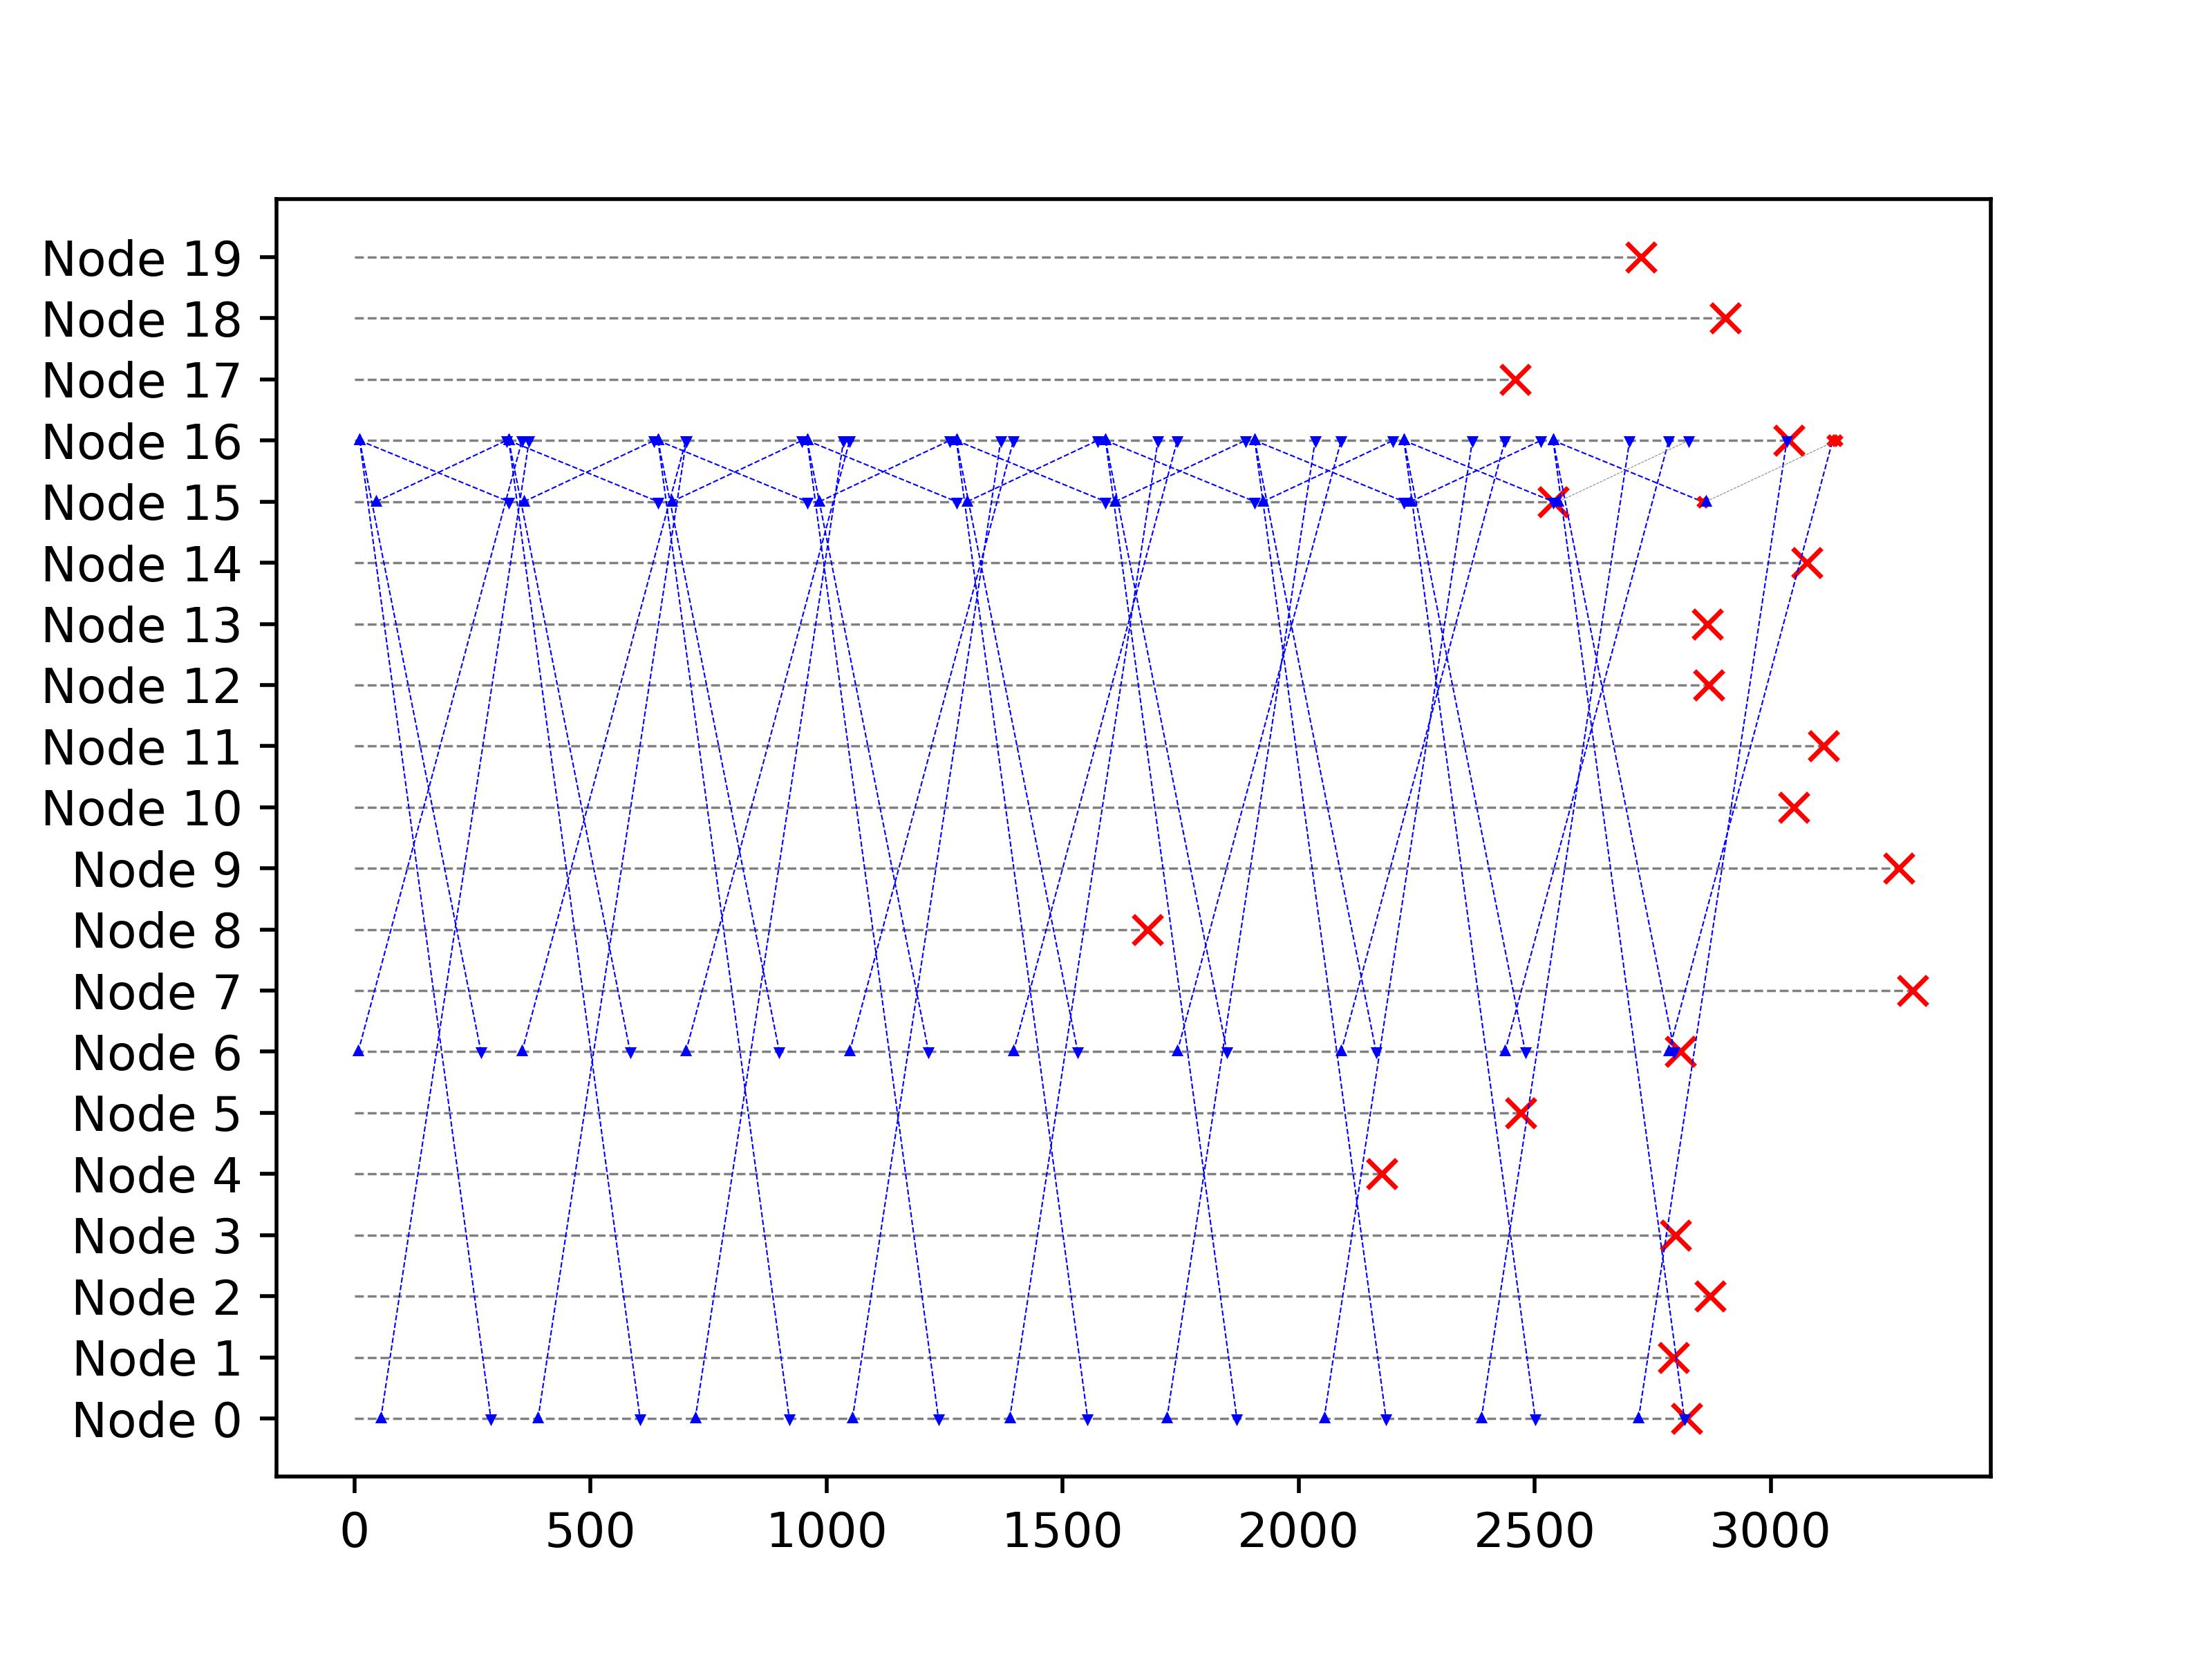 Node 19
Node 18
Node 17
Node 16
Node 15
Node 14
Node 13
Node 12
Node 11
Node 10
Node 9
Node 8
Node 7
Node 6
Node 5
Node 4
Node 3
Node 2
Node 1
Node 0
0 500 1000 1500 2000 2500 3000